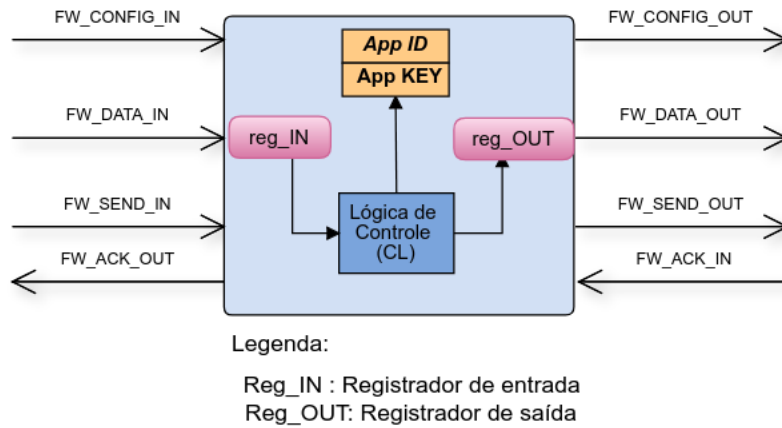 FW_CONFIG_IN
FW_CONFIG_OUT
App ID
App KEY
FW_DATA_IN
FW_DATA_OUT
reg_IN
reg_OUT
FW_SEND_IN
FW_SEND_OUT
Lógica de
Controle
(CL)
FW_ACK_OUT
FW_ACK_IN
Legenda:
Reg_IN : Registrador de entrada
Reg_OUT: Registrador de saída